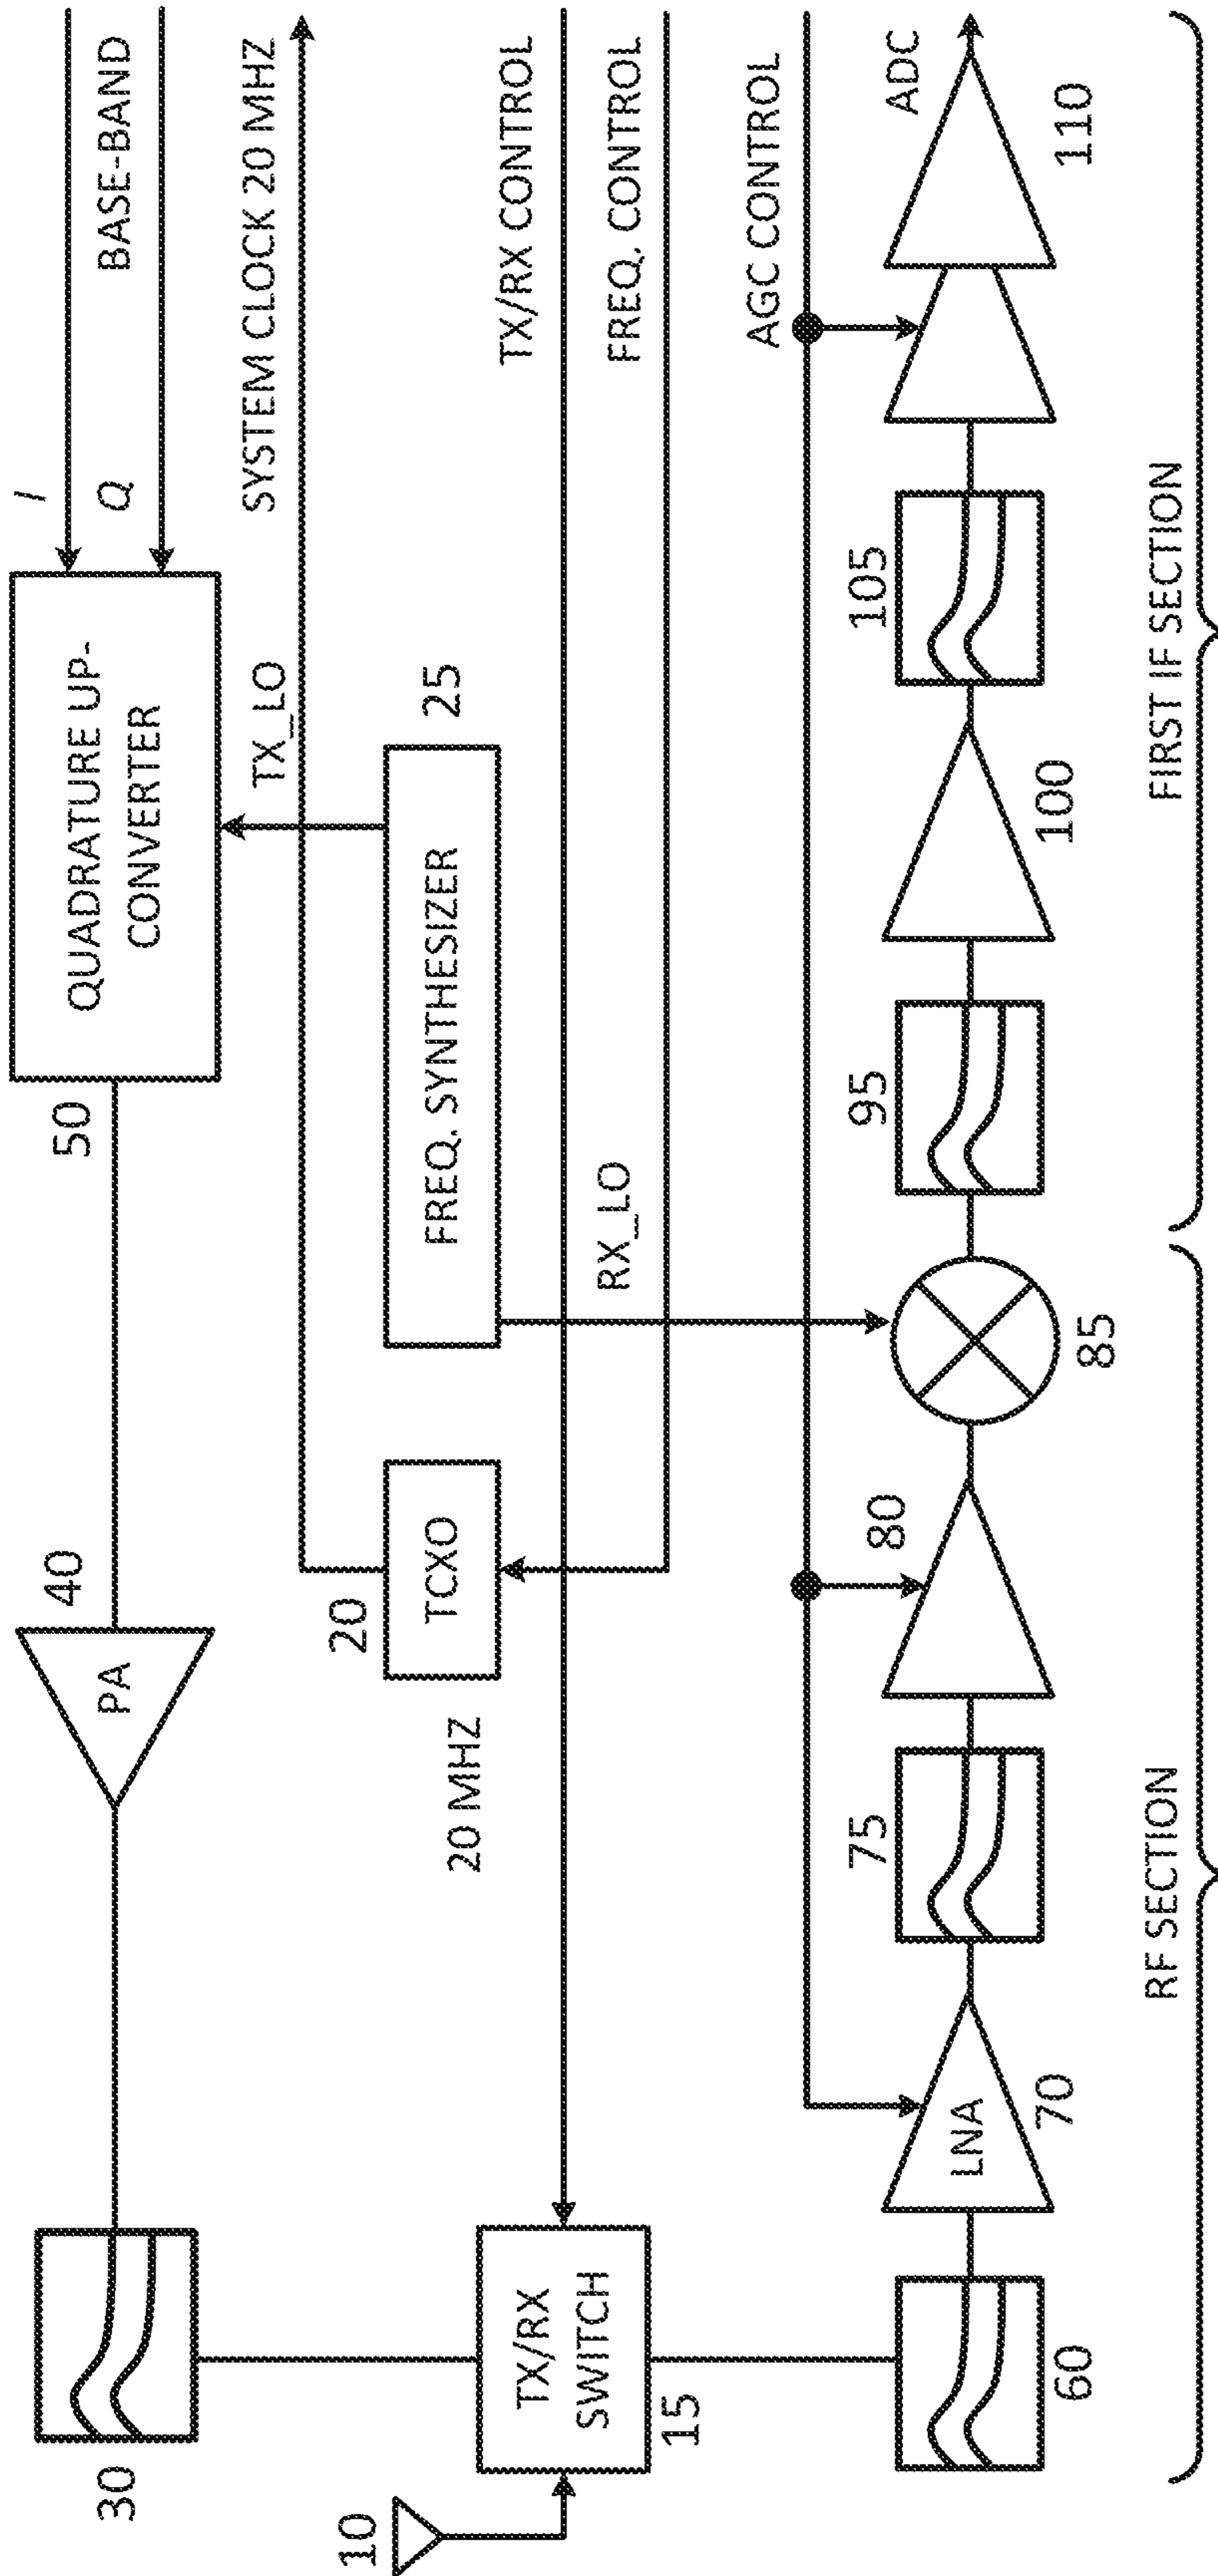 I
Q
BASE-BAND
QUADRATURE UP-
CONVERTER
50
40
PA
30
SYSTEM CLOCK 20 MHZ
TX_LO
25
FREQ. SYNTHESIZER
20
TCXO
20 MHZ
TX/RX CONTROL
FREQ. CONTROL
RX_LO
10
TX/RX
SWITCH
15
AGC CONTROL
60
LNA
70
75
80
85
95
100
105
110
ADC
RF SECTION
FIRST IF SECTION